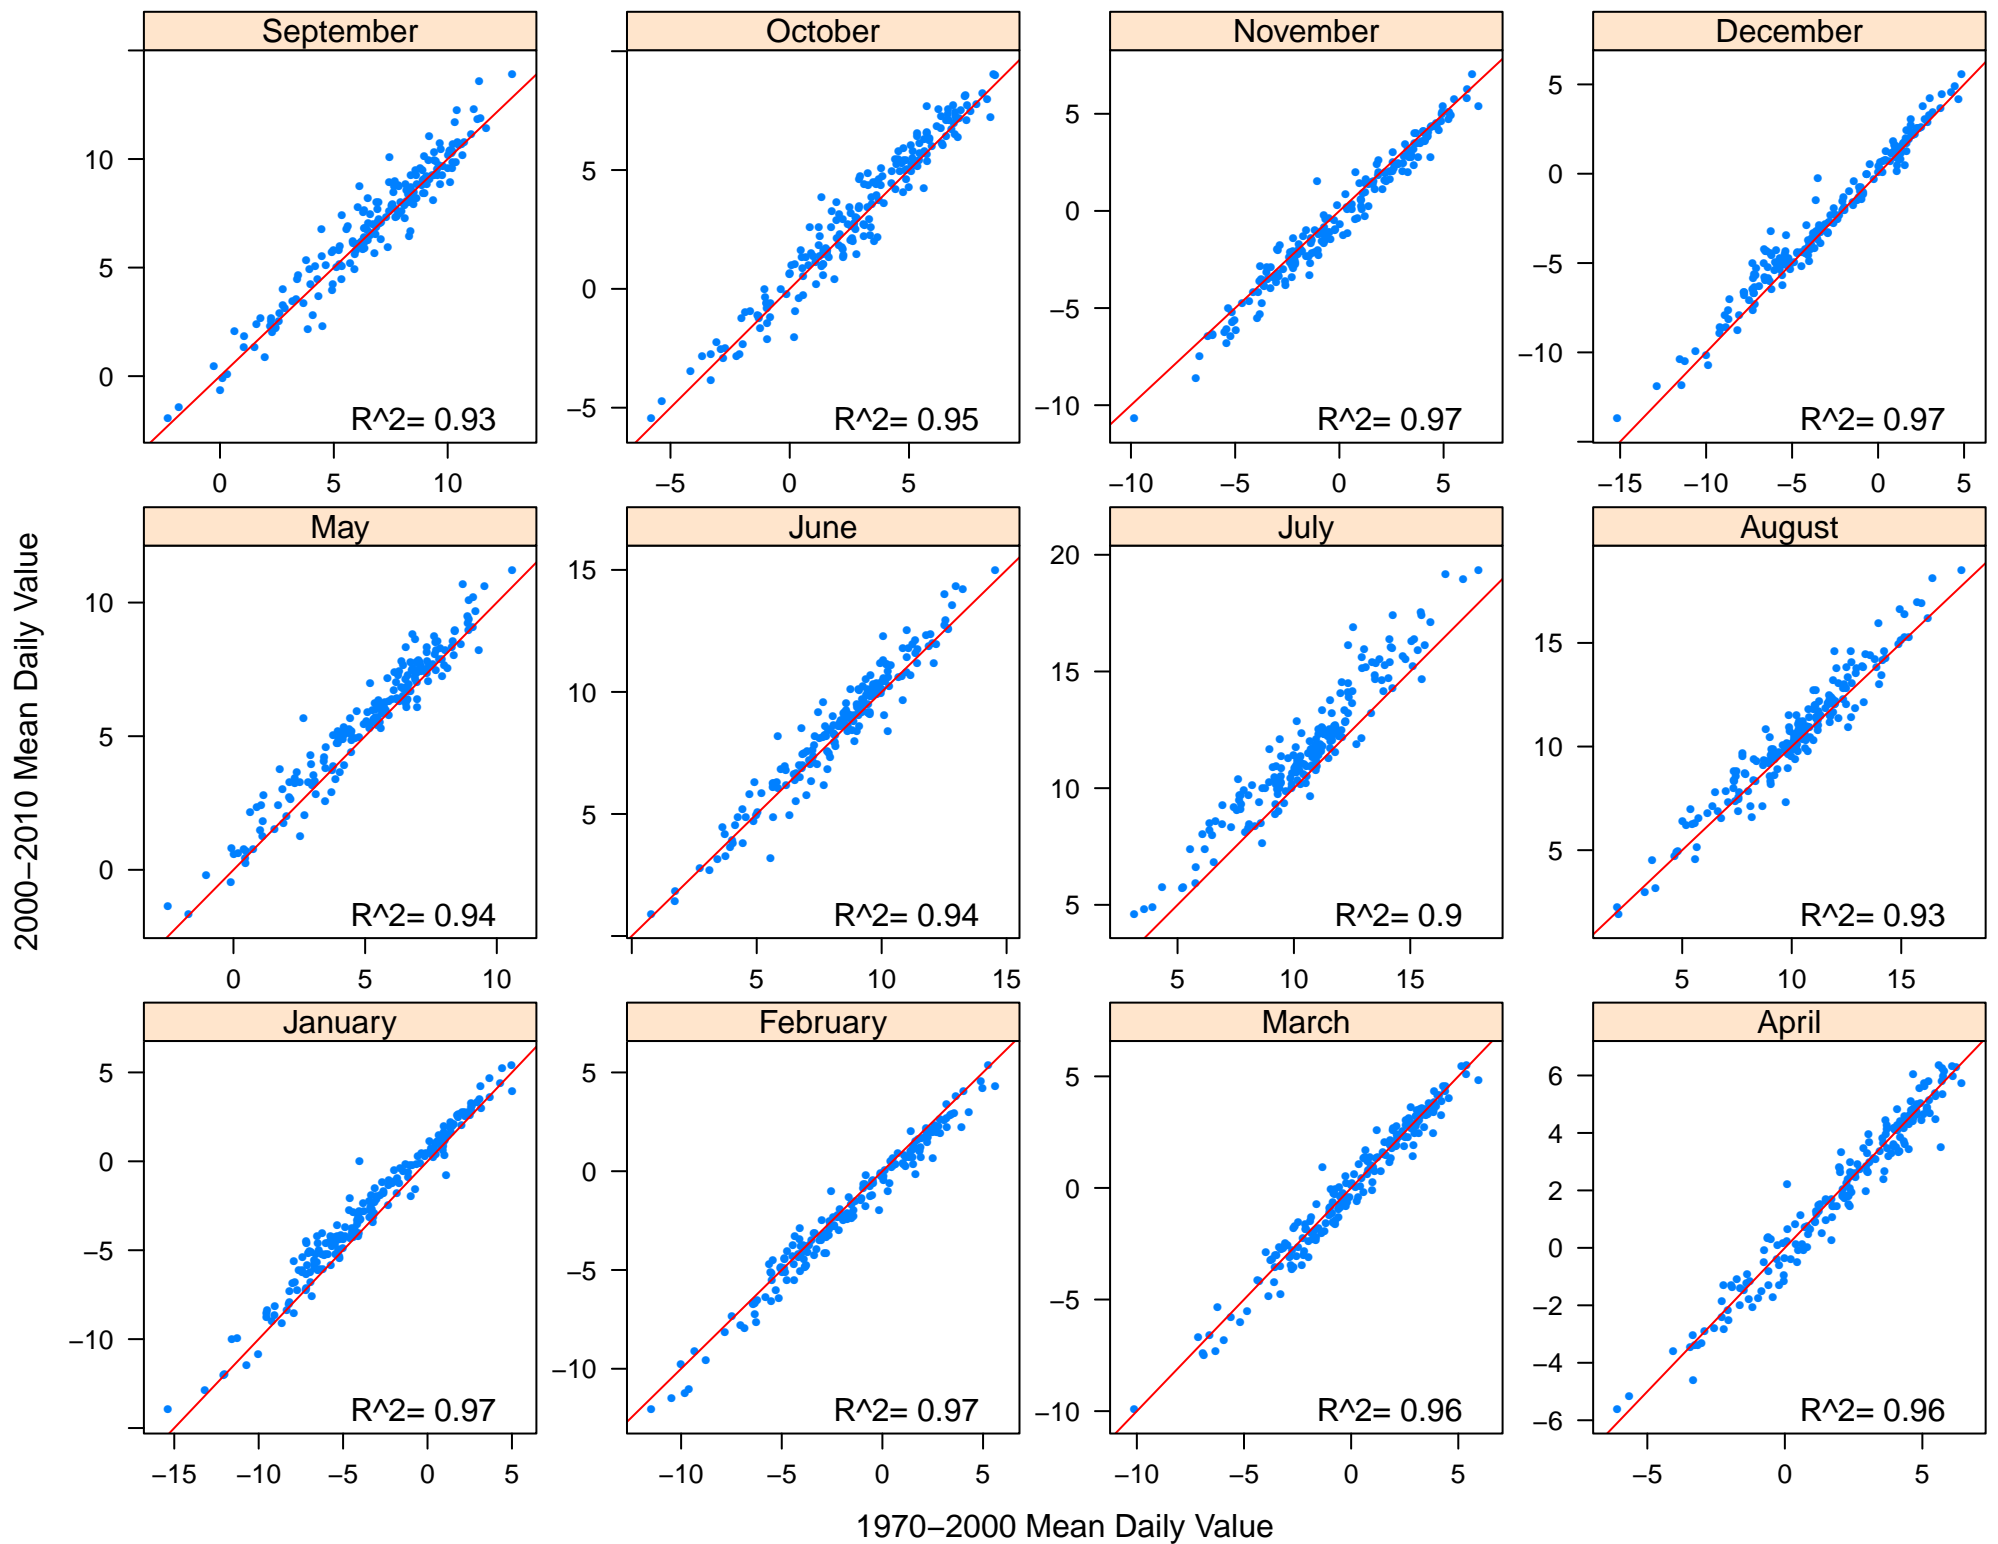 September October November December
10
5
0
R^2= 0.93
0 5 10
5
0
−5
R^2= 0.95
−5 0 5
5
0
−5
−10
R^2= 0.97
−10 −5 0 5
5
0
−5
−10
R^2= 0.97
−15 −10 −5 0 5
May June July August
10
5
0
R^2= 0.94
0 5 10
15
10
5
R^2= 0.94
5 10 15
20
15
10
5
R^2= 0.9
5 10 15
15
10
5
R^2= 0.93
5 10 15
January February March April
5
0
−5
−10
R^2= 0.97
−15 −10 −5 0 5
5
0
−5
−10
R^2= 0.97
−10 −5 0 5
5
0
−5
−10
R^2= 0.96
−10 −5 0 5
6
4
2
0
−2
−4
−6
R^2= 0.96
−5 0 5
2000−2010 Mean Daily Value
1970−2000 Mean Daily Value